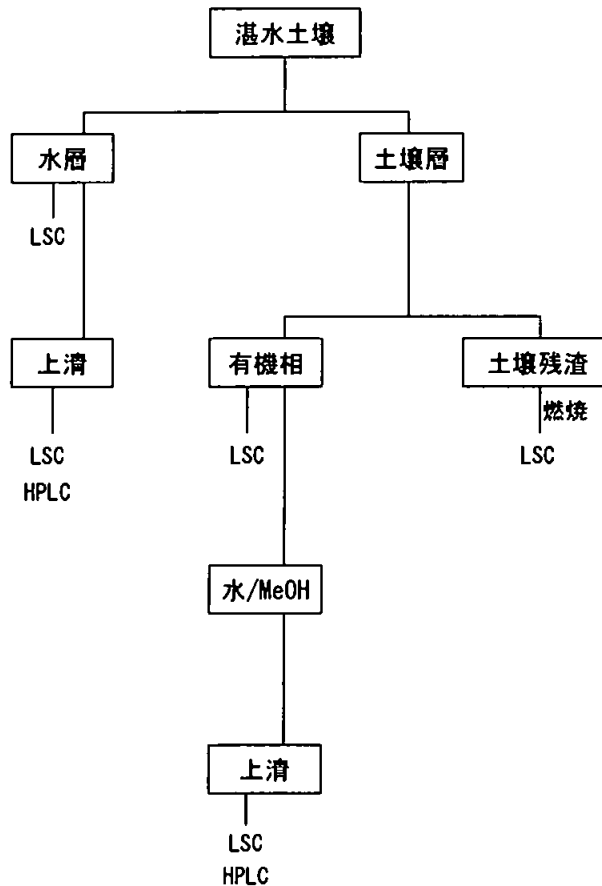 湛水土壌
水層
土壌層
LSC
上清
有機相
土壌残渣
燃焼
LSC
HPLC
LSC
LSC
水/MeOH
上清
LSC
HPLC